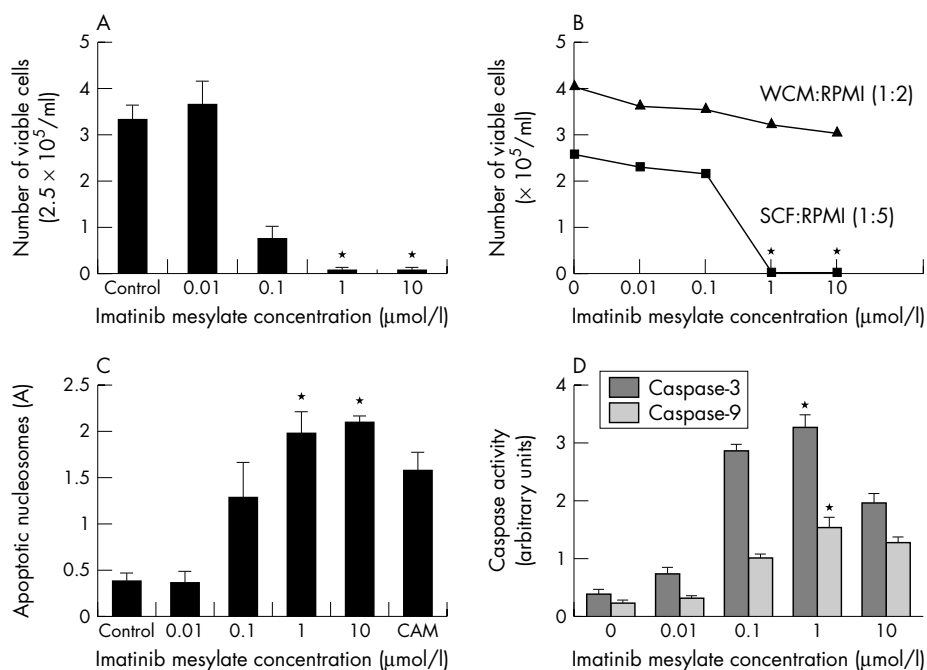 A
Number of viable cells
(2.5 × 10⁵/ml)
5
4
3
2
1
0
★ ★
Control 0.01 0.1 1 10
Imatinib mesylate concentration (µmol/l)
B
Number of viable cells
(× 10⁵/ml)
5
4
3
2
1
0
WCM:RPMI (1:2)
SCF:RPMI (1:5)
★ ★
0 0.01 0.1 1 10
Imatinib mesylate concentration (µmol/l)
C
Apoptotic nucleosomes (A)
2.5
2
1.5
1
0.5
0
★ ★
Control 0.01 0.1 1 10 CAM
Imatinib mesylate concentration (µmol/l)
D
Caspase activity
(arbitrary units)
4
3
2
1
0
Caspase-3
Caspase-9
★
★
0 0.01 0.1 1 10
Imatinib mesylate concentration (µmol/l)